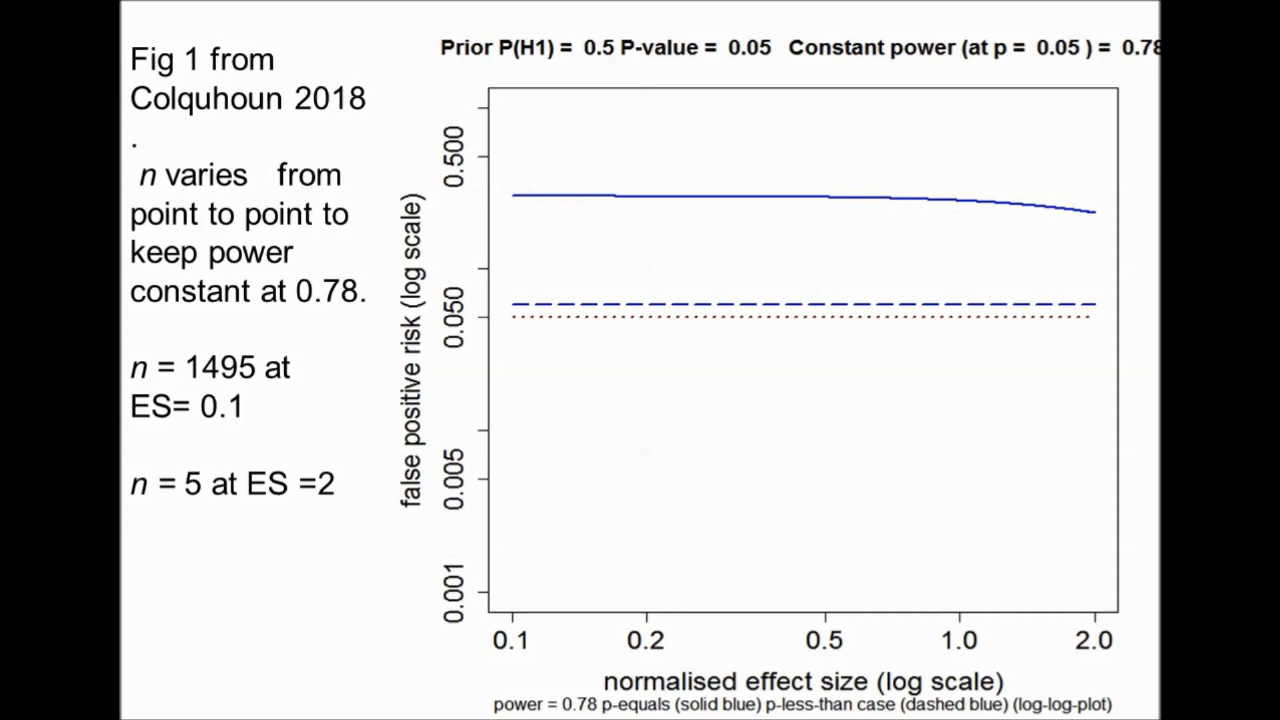 Fig 1 from
Colquhoun 2018
.
n varies from
point to point to
keep power
constant at 0.78.
n = 1495 at
ES= 0.1
n = 5 at ES =2
Prior P(H1) = 0.5 P-value = 0.05 Constant power (at p = 0.05 ) = 0.78
false positive risk (log scale)
0.500
0.050
0.005
0.001
0.1 0.2 0.5 1.0 2.0
normalised effect size (log scale)
power = 0.78 p-equals (solid blue) p-less-than case (dashed blue) (log-log-plot)